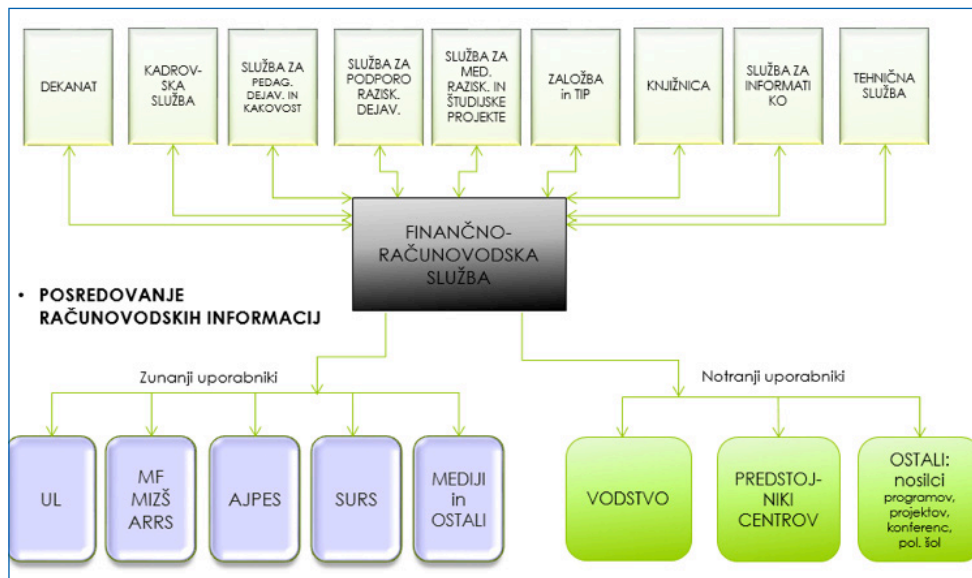 DEKANAT
KADROV-
SKA
SLUŽBA
SLUŽBA ZA
PEDAG.
DEJAV. IN
KAKOVOST
SLUŽBA ZA
PODPORO
RAZISK.
DEJAV.
SLUŽBA ZA
MED.
RAZISK. IN
ŠTUDIJSKE
PROJEKTE
ZALOŽBA
in TIP
KNJIŽNICA
SLUŽBA ZA
INFORMATI
KO
TEHNIČNA
SLUŽBA
FINANČNO-
RAČUNOVODSKA
SLUŽBA
• POSREDOVANJE
RAČUNOVODSKIH INFORMACIJ
Zunanji uporabniki
Notranji uporabniki
UL
MF
MIZŠ
ARRS
AJPES
SURS
MEDIJI
in
OSTALI
VODSTVO
PREDSTOJ-
NIKI
CENTROV
OSTALI:
nosilci
programov,
projektov,
konferenc,
pol. šol